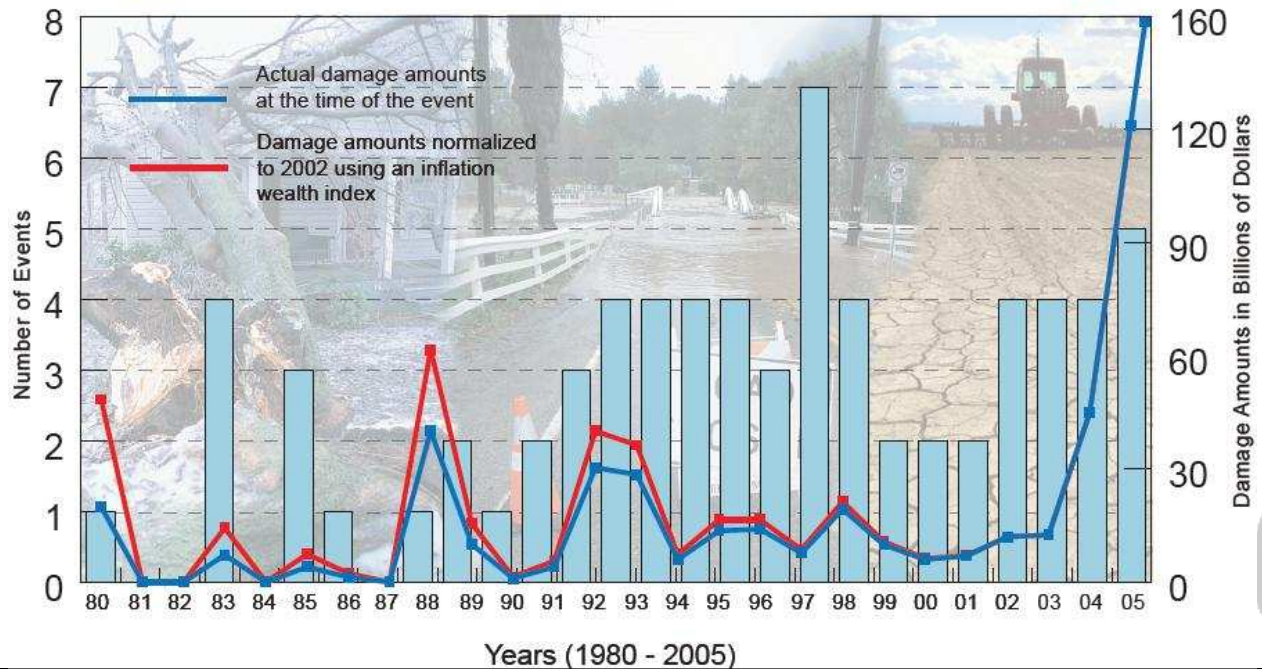 8
7
6
5
4
3
2
1
0
Number of Events
Actual damage amounts
at the time of the event
Damage amounts normalized
to 2002 using an inflation
wealth index
160
120
90
60
30
0
Damage Amounts in Billions of Dollars
80 81 82 83 84 85 86 87 88 89 90 91 92 93 94 95 96 97 98 99 00 01 02 03 04 05
Years (1980 - 2005)